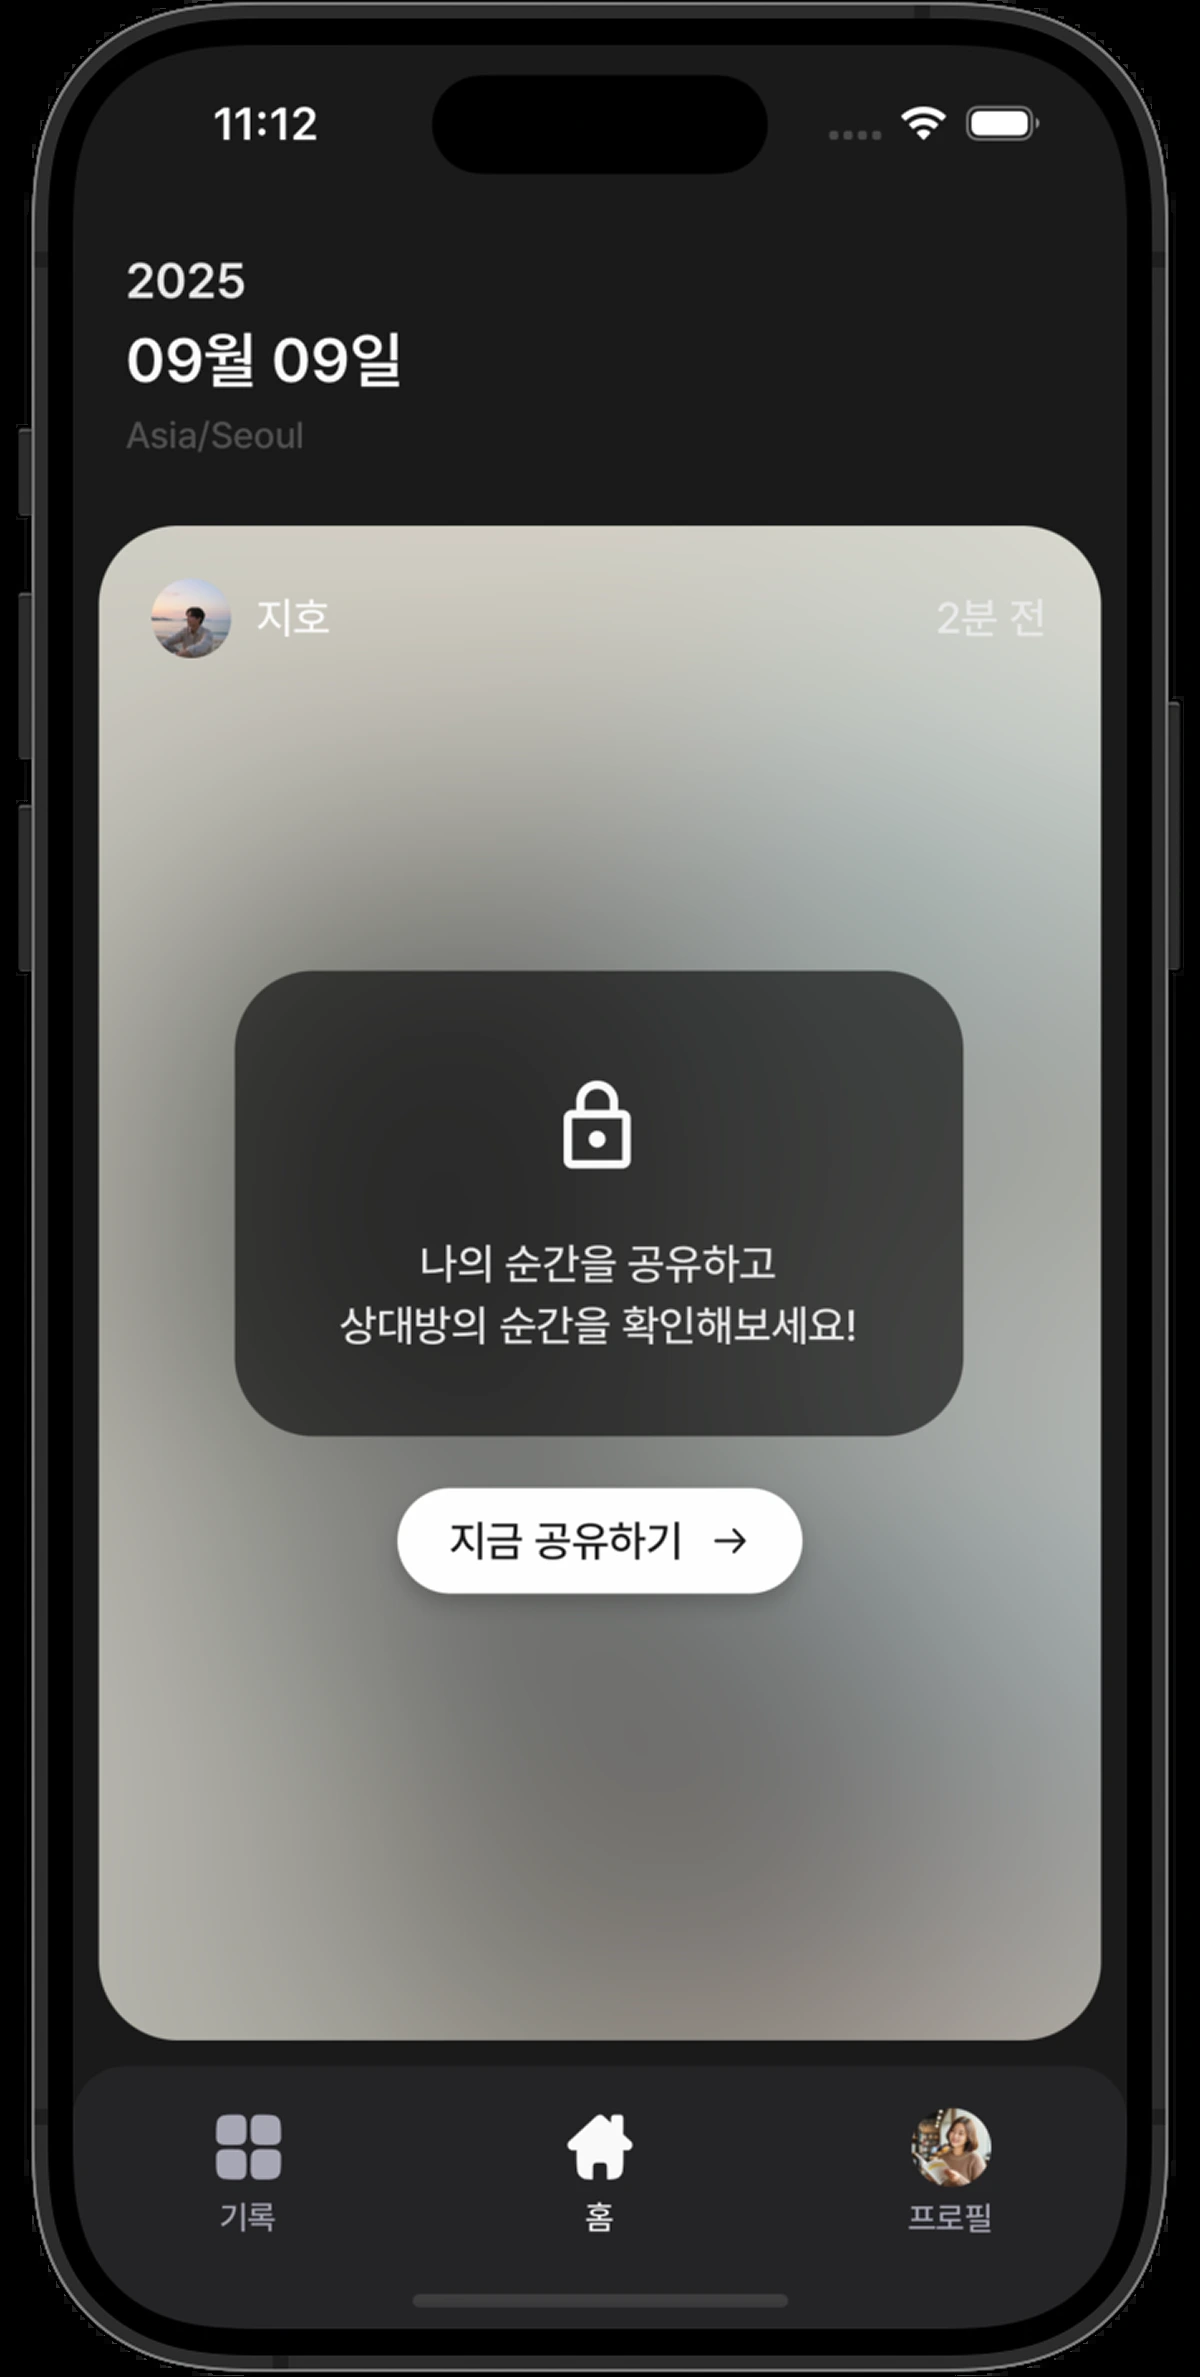 11:12
2025
09월 09일
Asia/Seoul
지호
2분 전
나의 순간을 공유하고
상대방의 순간을 확인해보세요!
지금 공유하기 →
기록
홈
프로필